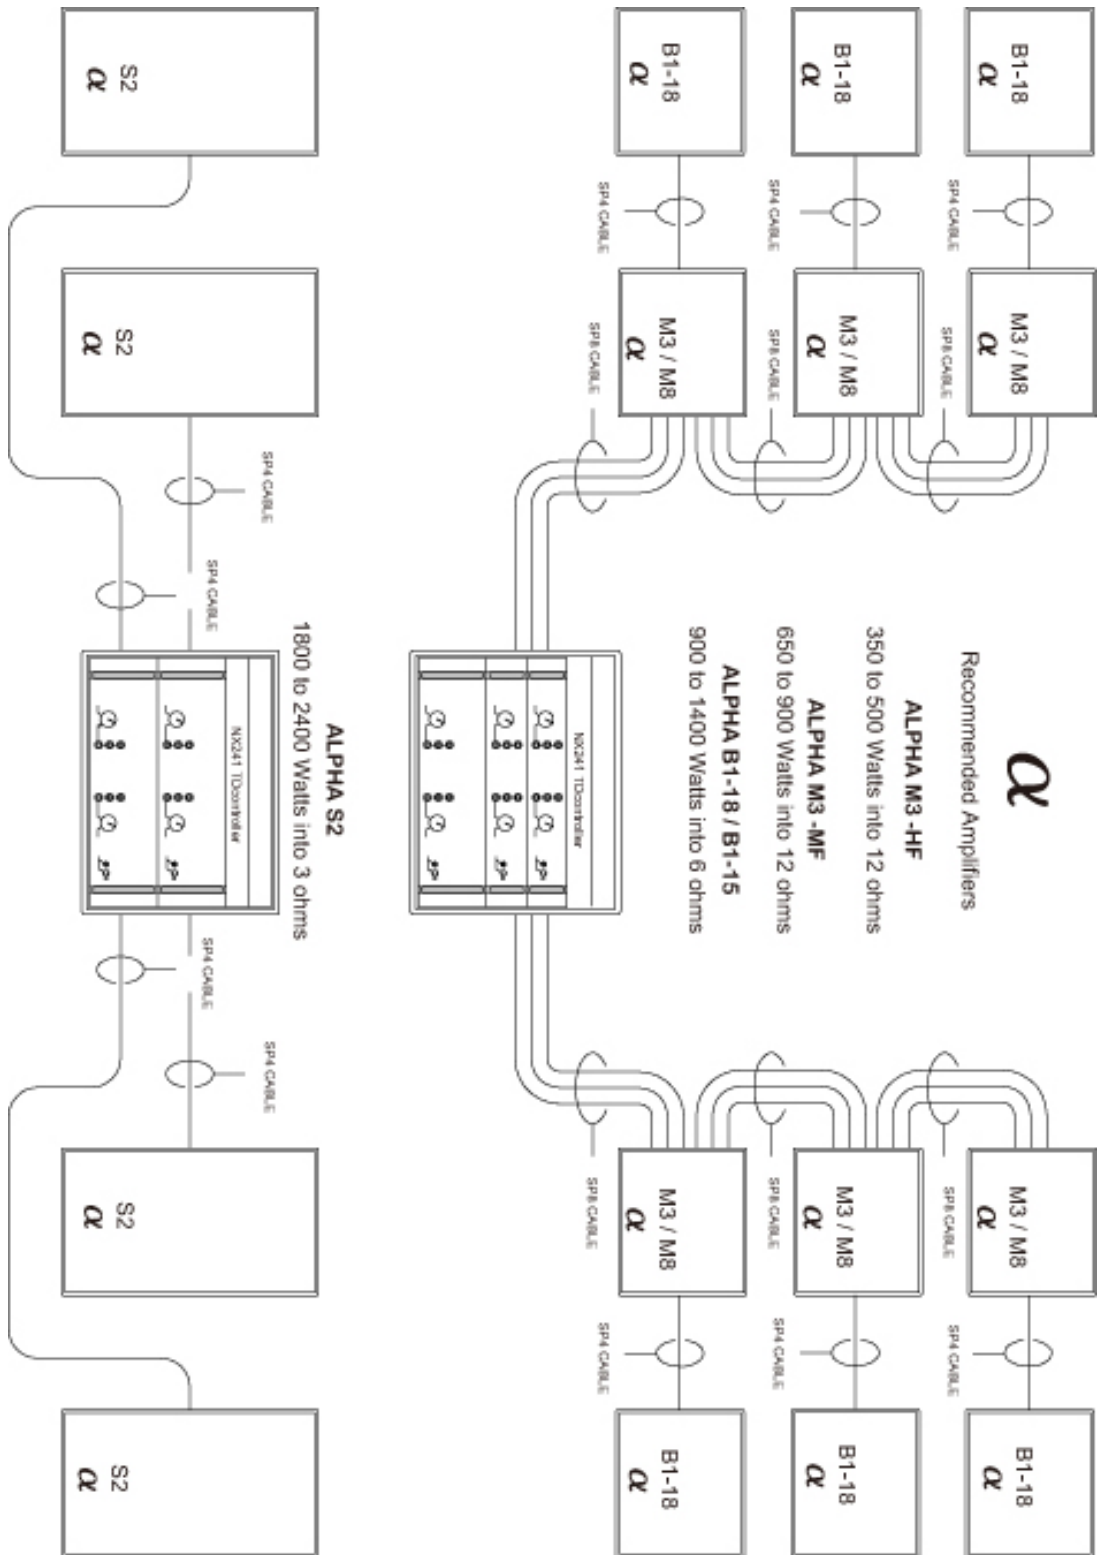 α
Recommended Amplifiers
ALPHA M3 -HF
350 to 500 Watts into 12 ohms
ALPHA M3 -MF
650 to 900 Watts into 12 ohms
ALPHA B1-18 / B1-15
900 to 1400 Watts into 6 ohms
B1-18
α
SP4 CABLE
M3 / M8
α
SP8 CABLE
SP8 CABLE
M3 / M8
α
SP4 CABLE
B1-18
α
B1-18
α
SP4 CABLE
M3 / M8
α
SP8 CABLE
SP8 CABLE
M3 / M8
α
SP4 CABLE
B1-18
α
B1-18
α
SP4 CABLE
M3 / M8
α
SP8 CABLE
SP8 CABLE
M3 / M8
α
SP4 CABLE
B1-18
α
NX241 TDcontroller
ALPHA S2
1800 to 2400 Watts into 3 ohms
NX241 TDcontroller
S2
α
S2
α
SP4 CABLE
SP4 CABLE
SP4 CABLE
SP4 CABLE
S2
α
S2
α